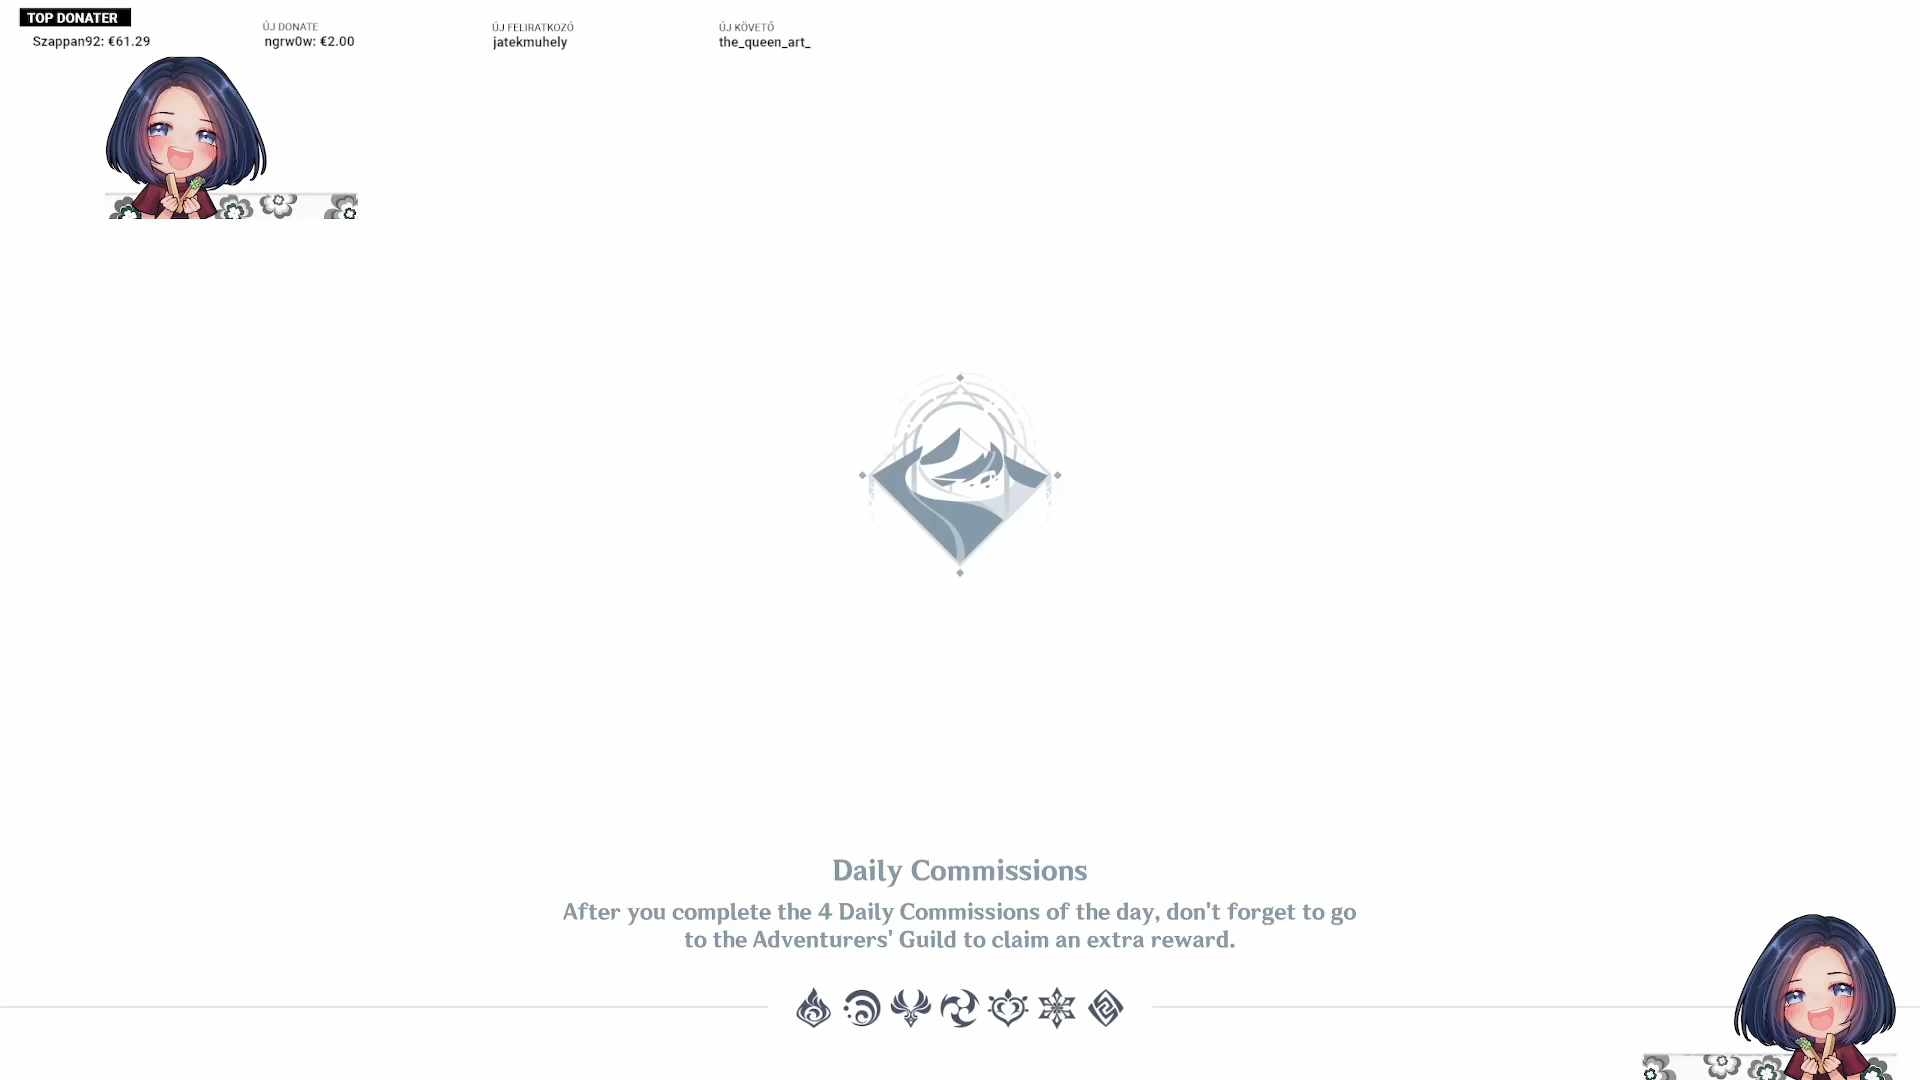 TOP DONATER
Szappan92: €61.29
ÚJ DONATE
ngrw0w: €2.00
ÚJ FELIRATKOZÓ
jatekmuhely
ÚJ KÖVETŐ
the_queen_art_
Daily Commissions
After you complete the 4 Daily Commissions of the day, don't forget to go
to the Adventurers' Guild to claim an extra reward.